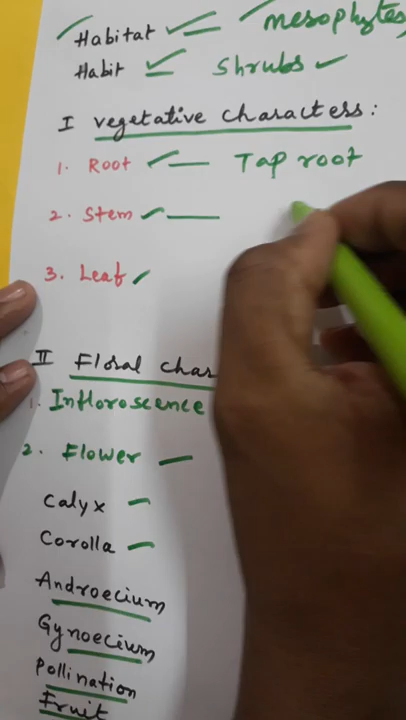 Habitat = mesophytes
Habit = Shrubs
I vegetative characters:
1. Root — Tap root
2. Stem —
3. Leaf
II Floral char
1. Infloroscence
2. Flower —
Calyx -
Corolla -
Androecium
Gynoecium
pollination
Fruit